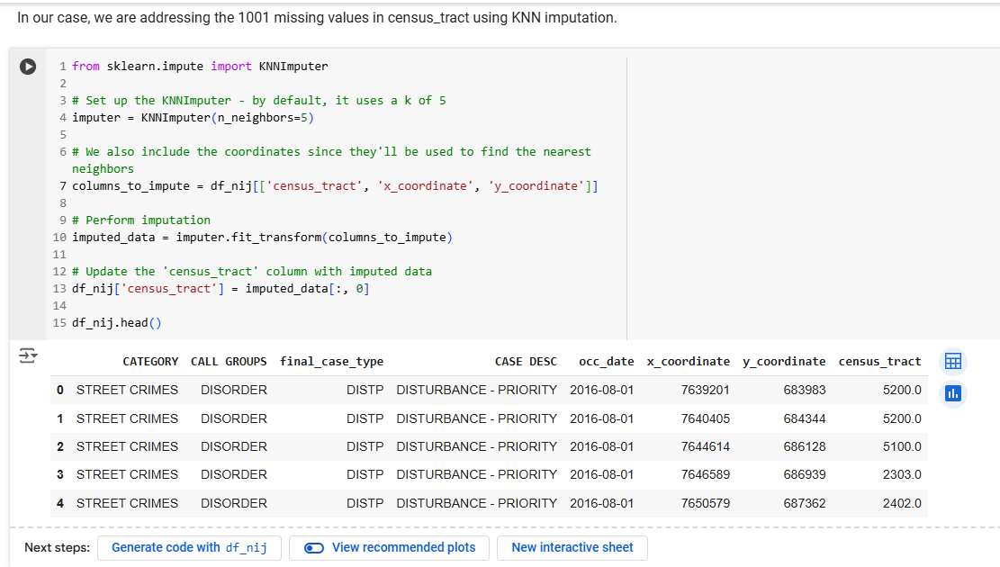 In our case, we are addressing the 1001 missing values in census_tract using KNN imputation.
1 from sklearn.impute import KNNImputer
2
3 # Set up the KNNImputer - by default, it uses a k of 5
4 imputer = KNNImputer(n_neighbors=5)
5
6 # We also include the coordinates since they'll be used to find the nearest
neighbors
7 columns_to_impute = df_nij[['census_tract', 'x_coordinate', 'y_coordinate']]
8
9 # Perform imputation
10 imputed_data = imputer.fit_transform(columns_to_impute)
11
12 # Update the 'census_tract' column with imputed data
13 df_nij['census_tract'] = imputed_data[:, 0]
14
15 df_nij.head()
CATEGORY CALL GROUPS final_case_type CASE DESC occ_date x_coordinate y_coordinate census_tract
0 STREET CRIMES DISORDER DISTP DISTURBANCE - PRIORITY 2016-08-01 7639201 683983 5200.0
1 STREET CRIMES DISORDER DISTP DISTURBANCE - PRIORITY 2016-08-01 7640405 684344 5200.0
2 STREET CRIMES DISORDER DISTP DISTURBANCE - PRIORITY 2016-08-01 7644614 686128 5100.0
3 STREET CRIMES DISORDER DISTP DISTURBANCE - PRIORITY 2016-08-01 7646589 686939 2303.0
4 STREET CRIMES DISORDER DISTP DISTURBANCE - PRIORITY 2016-08-01 7650579 687362 2402.0
Next steps: Generate code with df_nij View recommended plots New interactive sheet